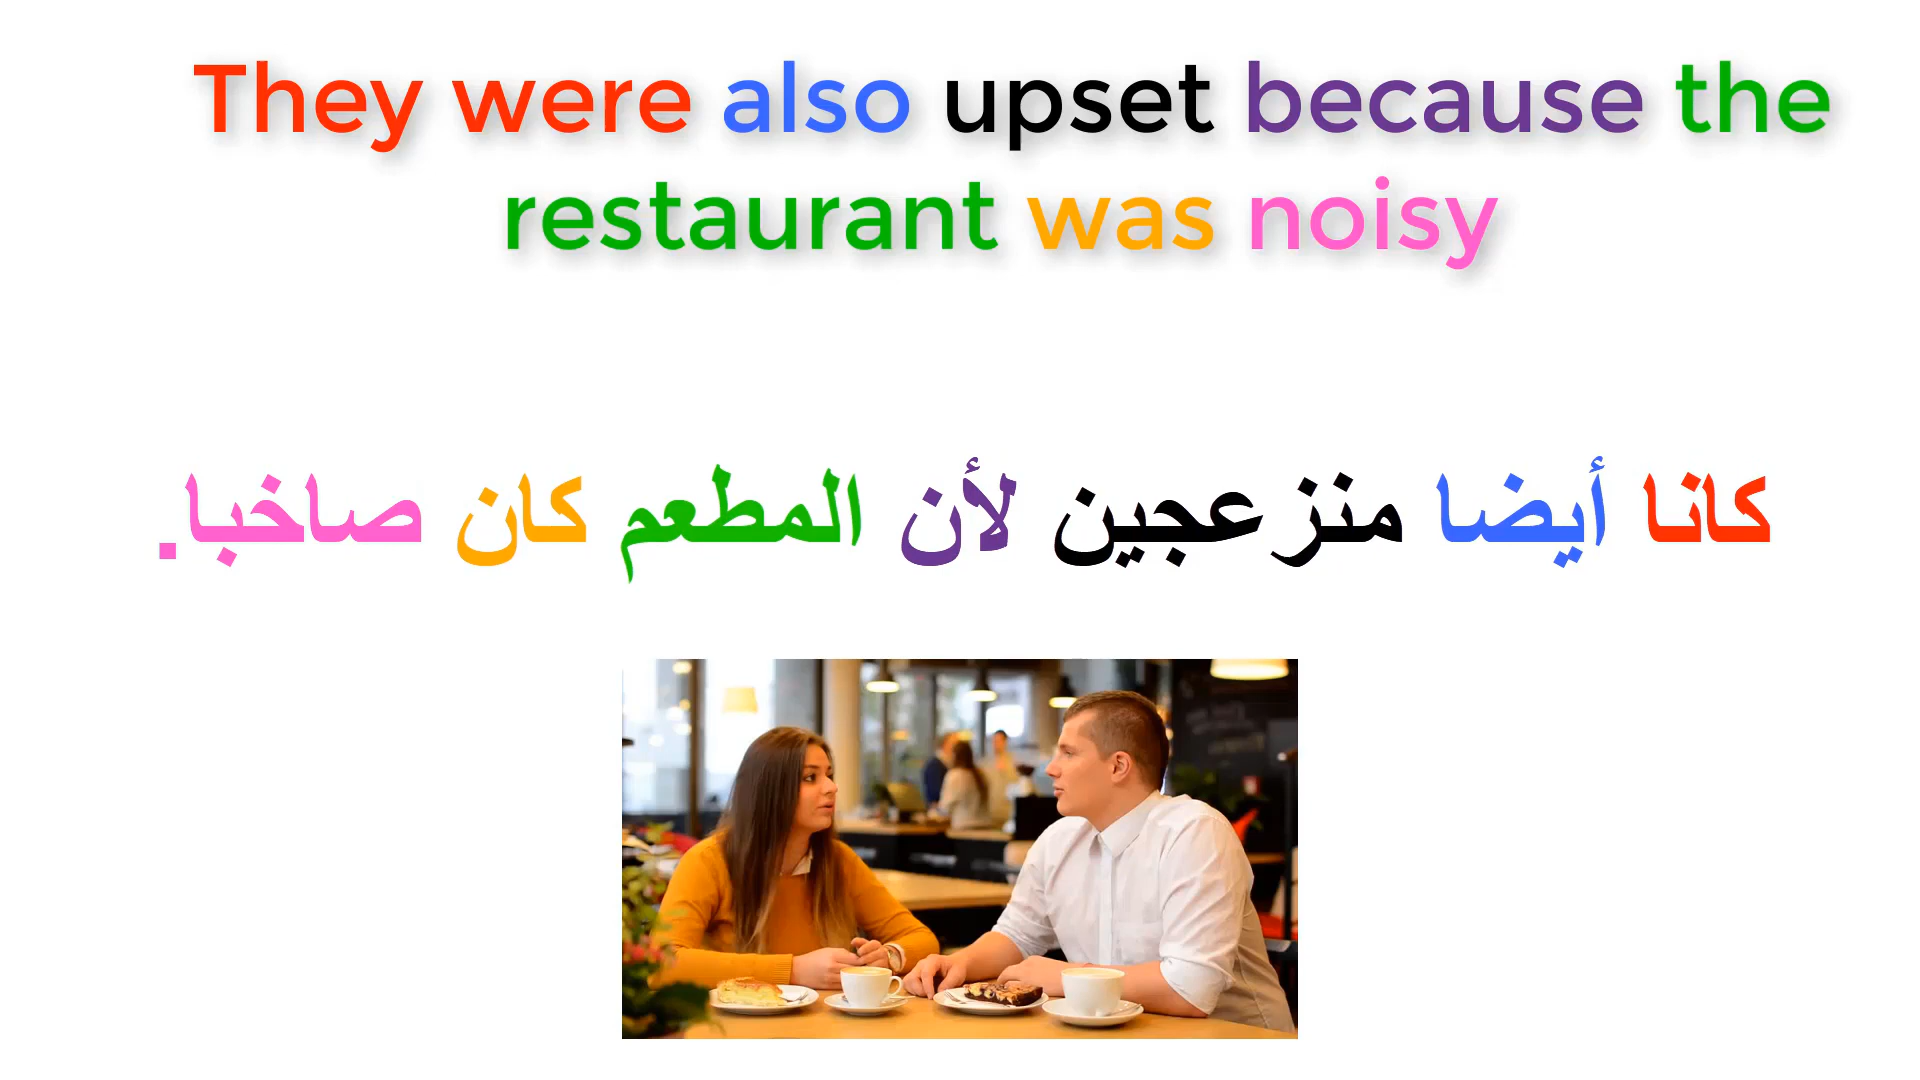 They were also upset because the
restaurant was noisy
كانا أيضا منزعجين لأن المطعم كان صاخبا.